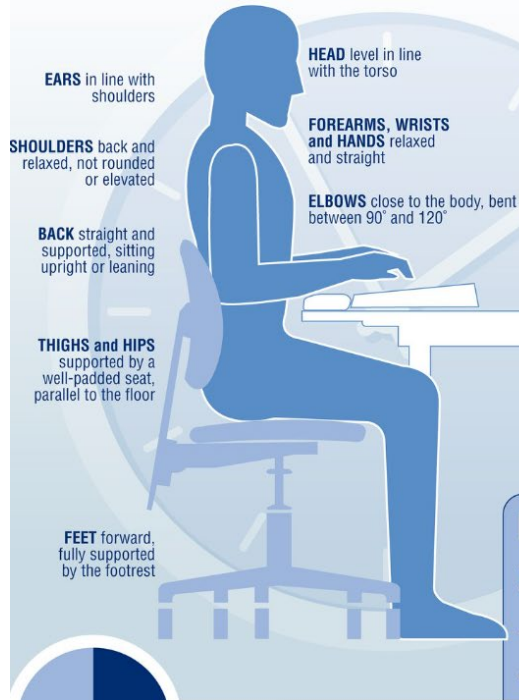 EARS in line with
shoulders
SHOULDERS back and
relaxed, not rounded
or elevated
BACK straight and
supported, sitting
upright or leaning
THIGHS and HIPS
supported by a
well-padded seat,
parallel to the floor
FEET forward,
fully supported
by the footrest
HEAD level in line
with the torso
FOREARMS, WRISTS
and HANDS relaxed
and straight
ELBOWS close to the body, bent
between 90° and 120°